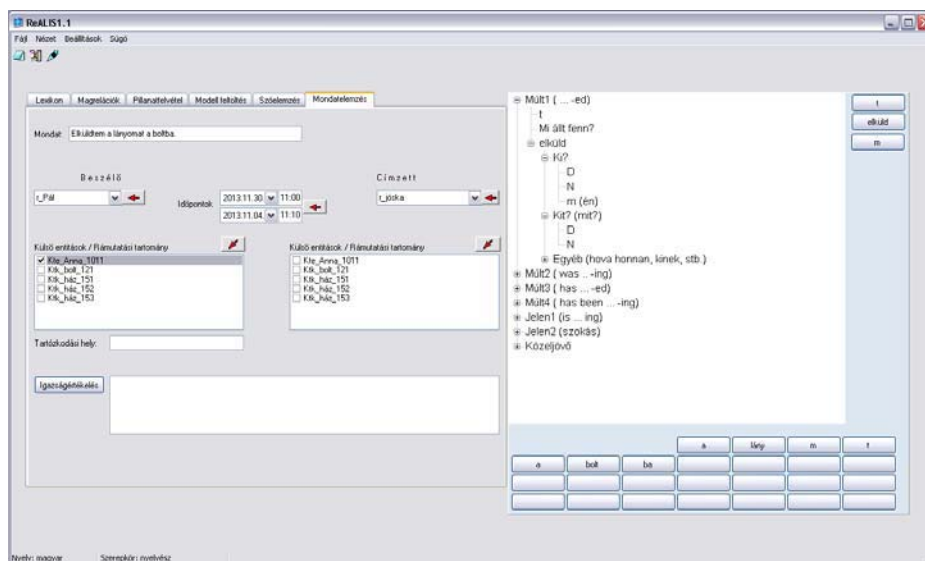 ReALIS1.1
Fájl Nézet Beállítások Súgó
Lexikon Magrelációk Pillanatfelvétel Modell feltöltés Szóelemzés Mondatelemzés
Mondat: Elküldtem a lányomat a boltba.
Beszélő Címzett
r_Pál Időpontok 2013.11.30. 11:00 r_jóska
2013.11.04. 11:10
Külső entitások / Rámutatási tartomány Külső entitások / Rámutatási tartomány
Kte_Anna_1011 Kte_Anna_1011
Ktk_bolt_121 Ktk_bolt_121
Ktk_ház_151 Ktk_ház_151
Ktk_ház_152 Ktk_ház_152
Ktk_ház_153 Ktk_ház_153
Tartózkodási hely:
Igazságértékelés
Múlt1 ( ... -ed)
t
Mi állt fenn?
elküld
Ki?
D
N
m (én)
Kit? (mit?)
D
N
Egyéb (hova honnan, kinek, stb.)
Múlt2 ( was .. -ing)
Múlt3 ( has ... -ed)
Múlt4 ( has been ... -ing)
Jelen1 (is ... ing)
Jelen2 (szokás)
Közeljövő
t
elküld
m
a lány m t
a bolt ba
Nyelv: magyar Szerepkör: nyelvész